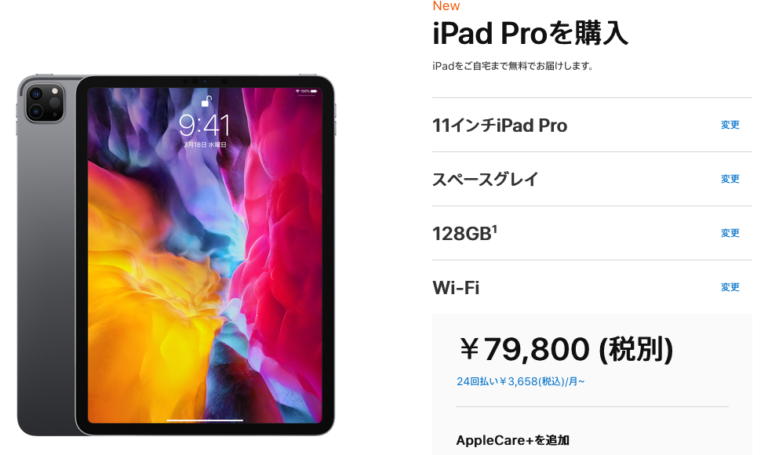 New
iPad Proを購入
iPadをご自宅まで無料でお届けします。
11インチiPad Pro 変更
スペースグレイ 変更
128GB¹ 変更
Wi-Fi 変更
￥79,800 (税別)
24回払い￥3,658(税込)/月~
AppleCare+を追加
100%
9:41
3月18日 水曜日